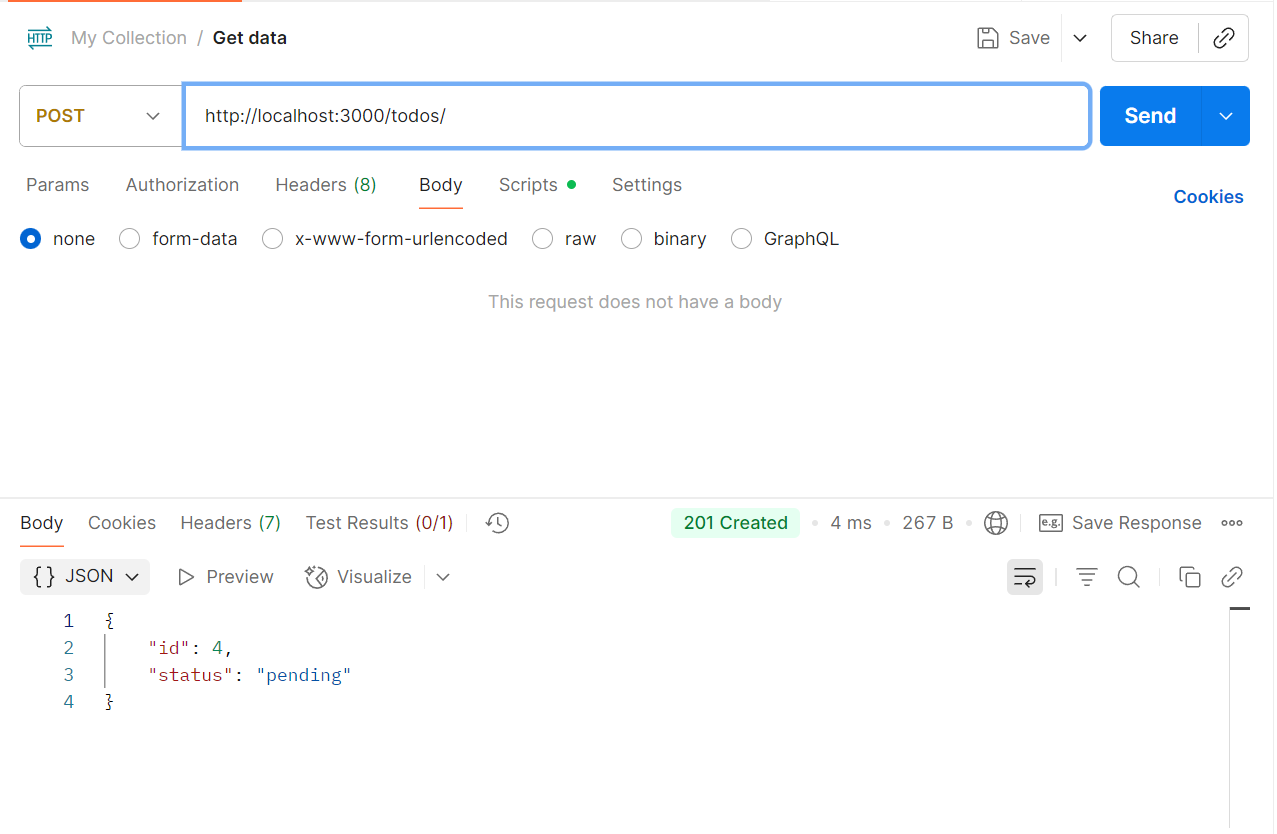 HTTP My Collection / Get data Save Share
POST http://localhost:3000/todos/ Send
Params Authorization Headers (8) Body Scripts Settings Cookies
none form-data x-www-form-urlencoded raw binary GraphQL
This request does not have a body
Body Cookies Headers (7) Test Results (0/1) 201 Created 4 ms 267 B e.g. Save Response
{} JSON Preview Visualize
1 {
2 "id": 4,
3 "status": "pending"
4 }